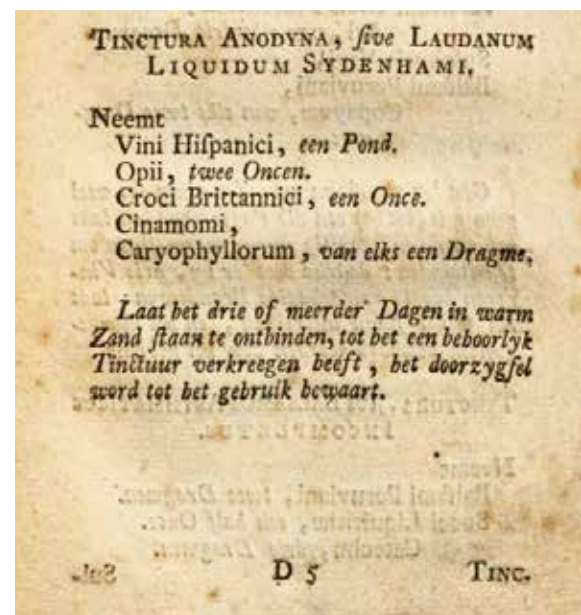 TINCTURA ANODYNA, ſive LAUDANUM
LIQUIDUM SYDENHAMI,
Neemt
Vini Hiſpanici, een Pond.
Opii, twee Oncen.
Croci Brittannici, een Once.
Cinamomi,
Caryophyllorum, van elks een Dragme.
Laat het drie of meerder Dagen in warm
Zand ſtaan te ontbinden, tot het een behoorlyk
Tinctuur verkreegen heeft, het doorzygſel
word tot het gebruik bewaart.
D 5 TINC.